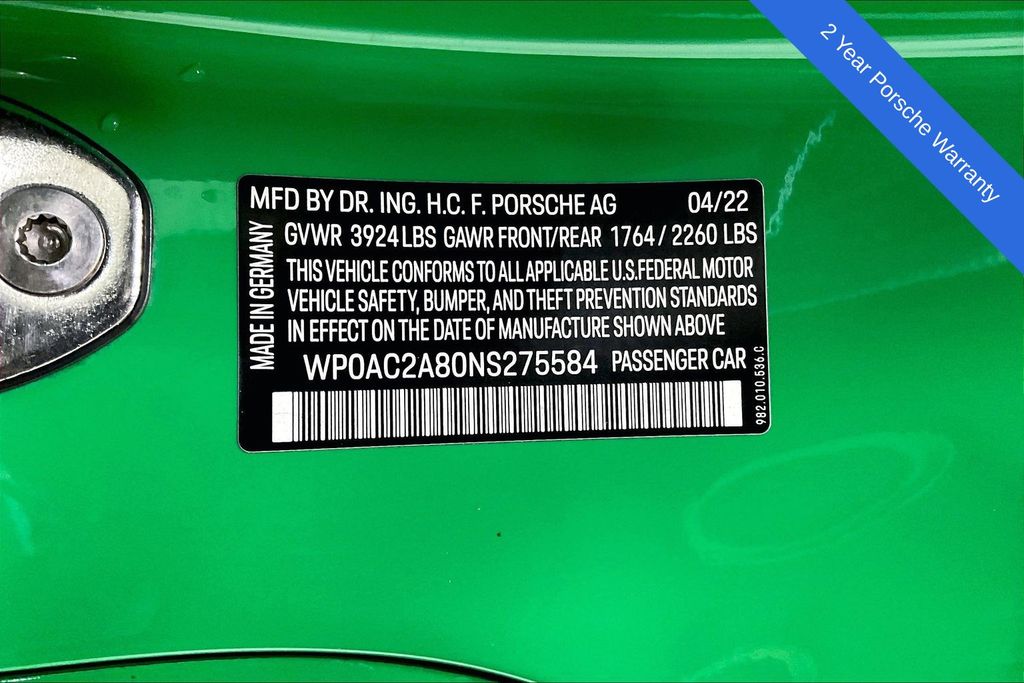 2 Year Porsche Warranty
MFD BY DR. ING. H.C. F. PORSCHE AG 04/22
MADE IN GERMANY
GVWR 3924 LBS GAWR FRONT/REAR 1764 / 2260 LBS
THIS VEHICLE CONFORMS TO ALL APPLICABLE U.S.FEDERAL MOTOR
VEHICLE SAFETY, BUMPER, AND THEFT PREVENTION STANDARDS
IN EFFECT ON THE DATE OF MANUFACTURE SHOWN ABOVE
WP0AC2A80NS275584 PASSENGER CAR
982.010.536.C